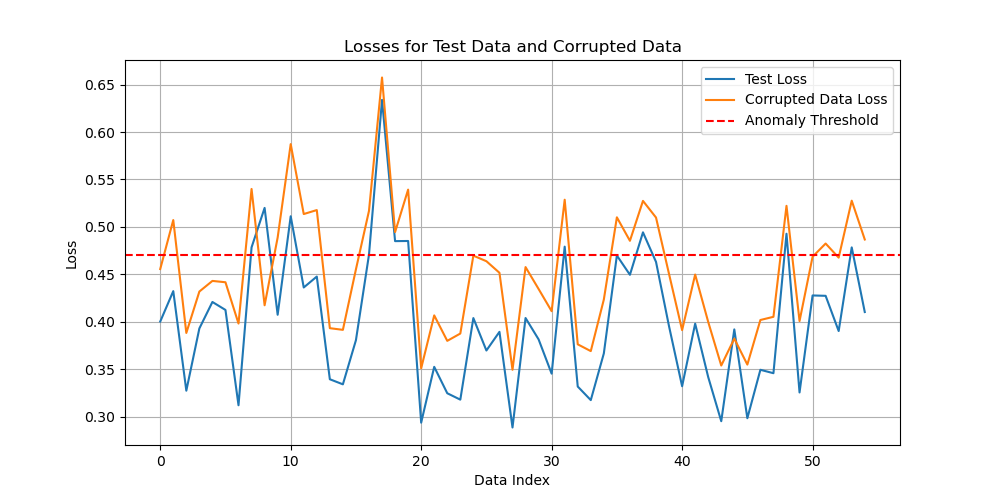 Losses for Test Data and Corrupted Data
Test Loss
Corrupted Data Loss
Anomaly Threshold
Loss
0.65
0.60
0.55
0.50
0.45
0.40
0.35
0.30
0 10 20 30 40 50
Data Index